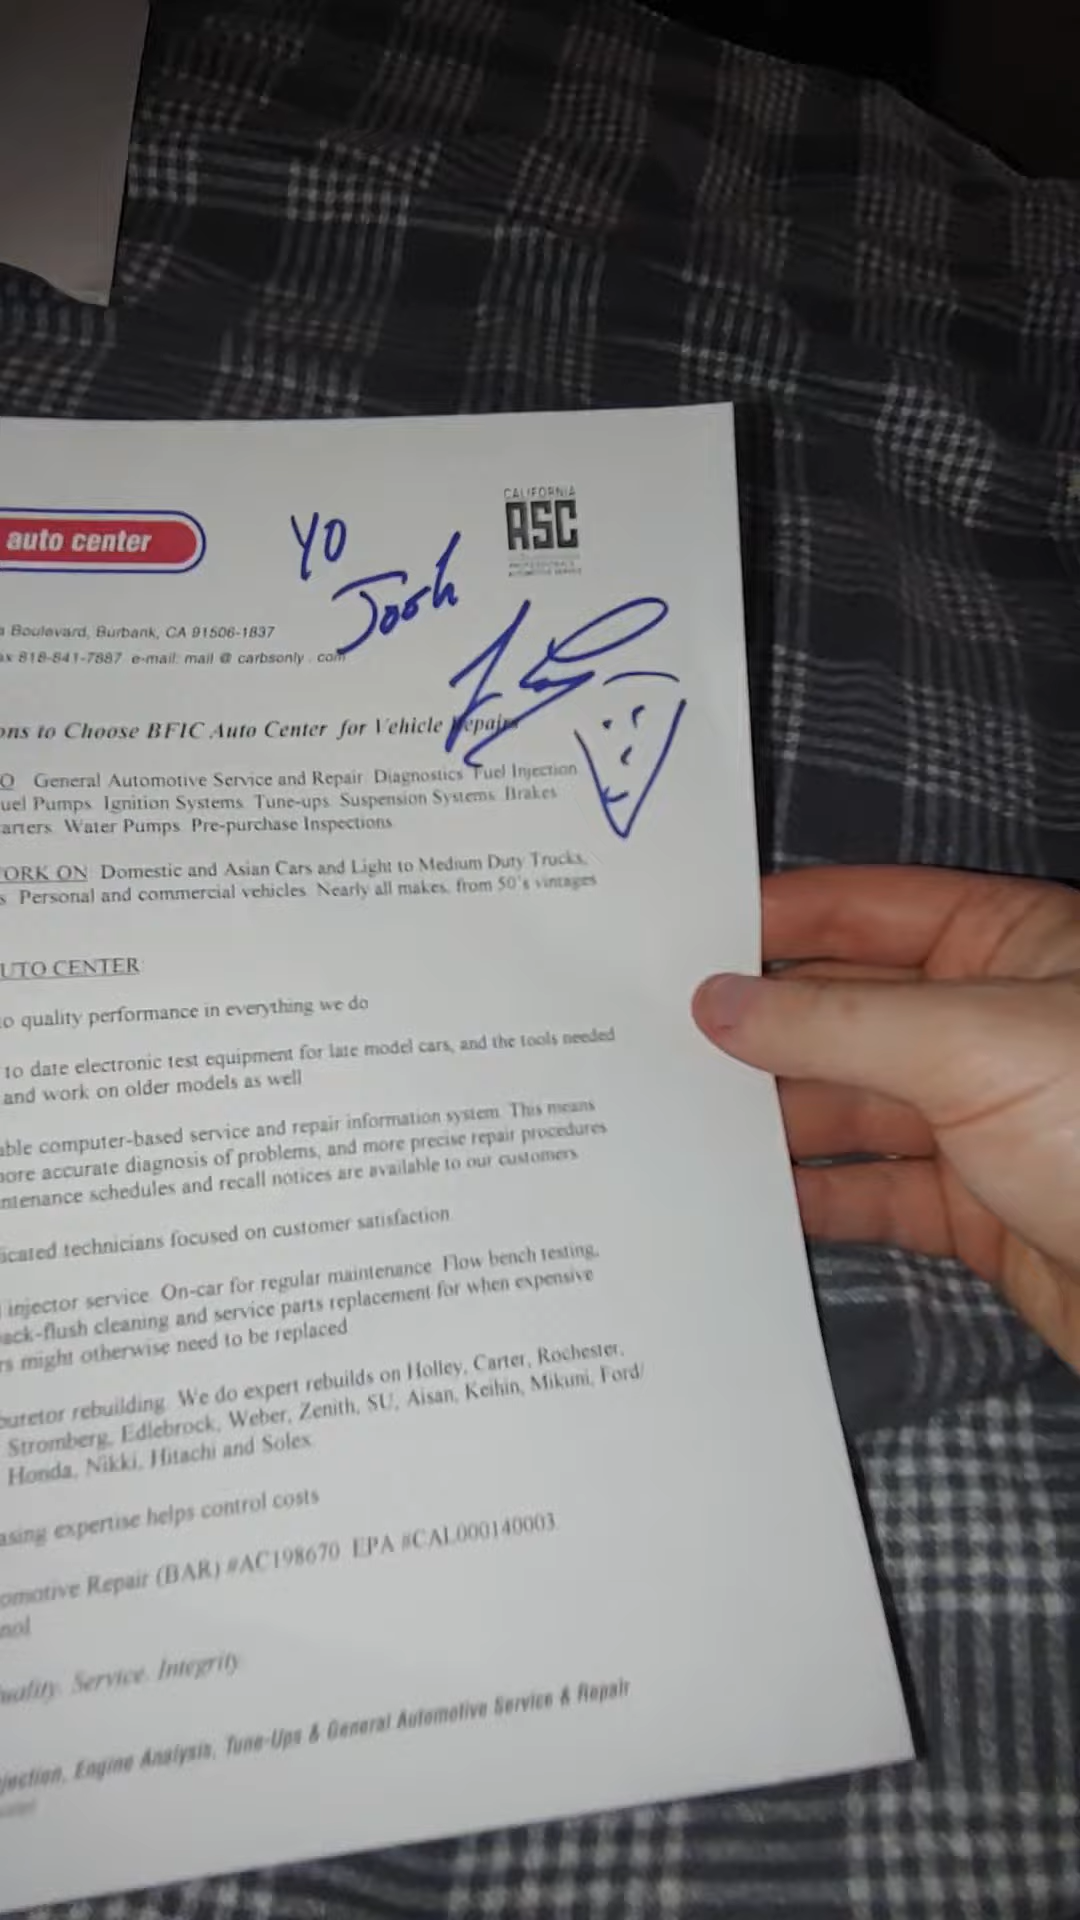 auto center
YO
Josh
CALIFORNIA
ASC
Boulevard, Burbank, CA 91506-1837
818-841-7887 e-mail: mail @ carbsonly . com
to Choose BFIC Auto Center for Vehicle Repairs
General Automotive Service and Repair Diagnostics Fuel Injection
Pumps Ignition Systems Tune-ups Suspension Systems Brakes
Water Pumps Pre-purchase Inspections
ORK ON Domestic and Asian Cars and Light to Medium Duty Trucks,
Personal and commercial vehicles Nearly all makes, from 50's vintages
UTO CENTER
quality performance in everything we do
to date electronic test equipment for late model cars, and the tools needed
and work on older models as well
able computer-based service and repair information system This means
more accurate diagnosis of problems, and more precise repair procedures
ntenance schedules and recall notices are available to our customers
icated technicians focused on customer satisfaction
injector service On-car for regular maintenance Flow bench testing,
ack-flush cleaning and service parts replacement for when expensive
rs might otherwise need to be replaced
buretor rebuilding We do expert rebuilds on Holley, Carter, Rochester,
Stromberg, Edlebrock, Weber, Zenith, SU, Aisan, Keihin, Mikuni, Ford/
Honda, Nikki, Hitachi and Solex
asing expertise helps control costs
omotive Repair (BAR) #AC198670 EPA #CAL000140003
nol
uality. Service. Integrity
jection, Engine Analysis, Tune-Ups & General Automotive Service & Repair